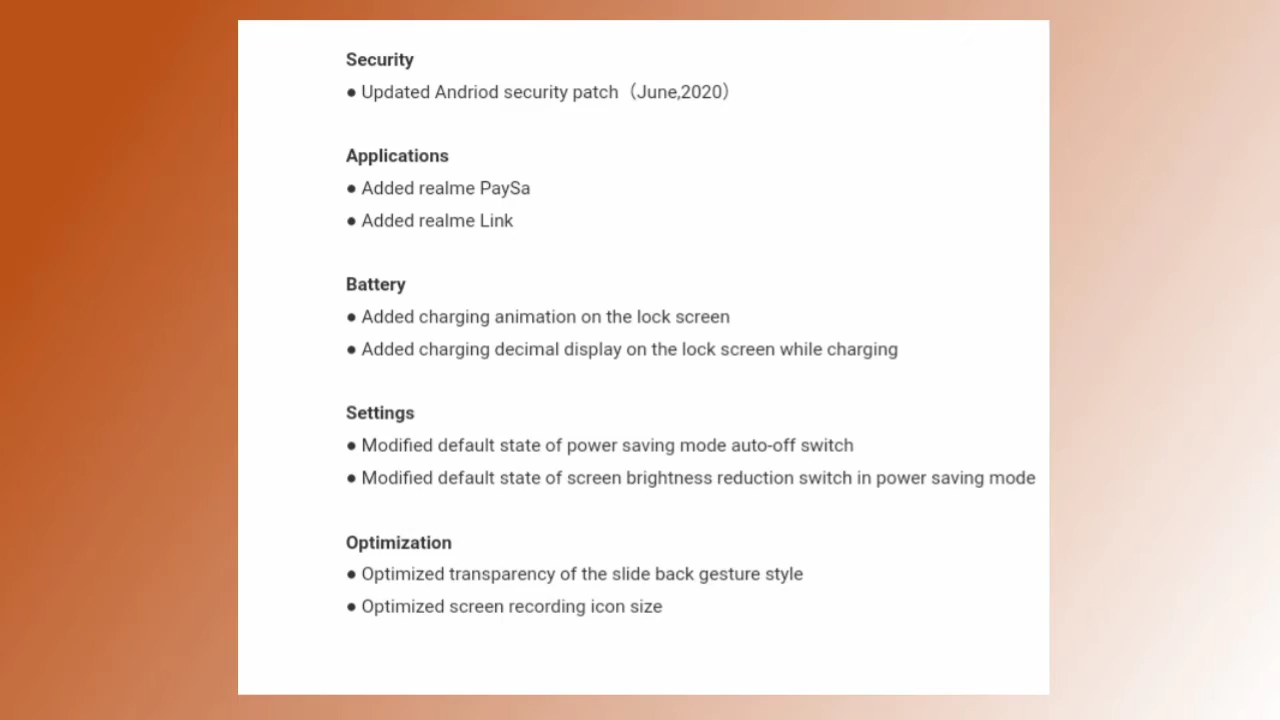 Security
● Updated Andriod security patch（June,2020）
Applications
● Added realme PaySa
● Added realme Link
Battery
● Added charging animation on the lock screen
● Added charging decimal display on the lock screen while charging
Settings
● Modified default state of power saving mode auto-off switch
● Modified default state of screen brightness reduction switch in power saving mode
Optimization
● Optimized transparency of the slide back gesture style
● Optimized screen recording icon size